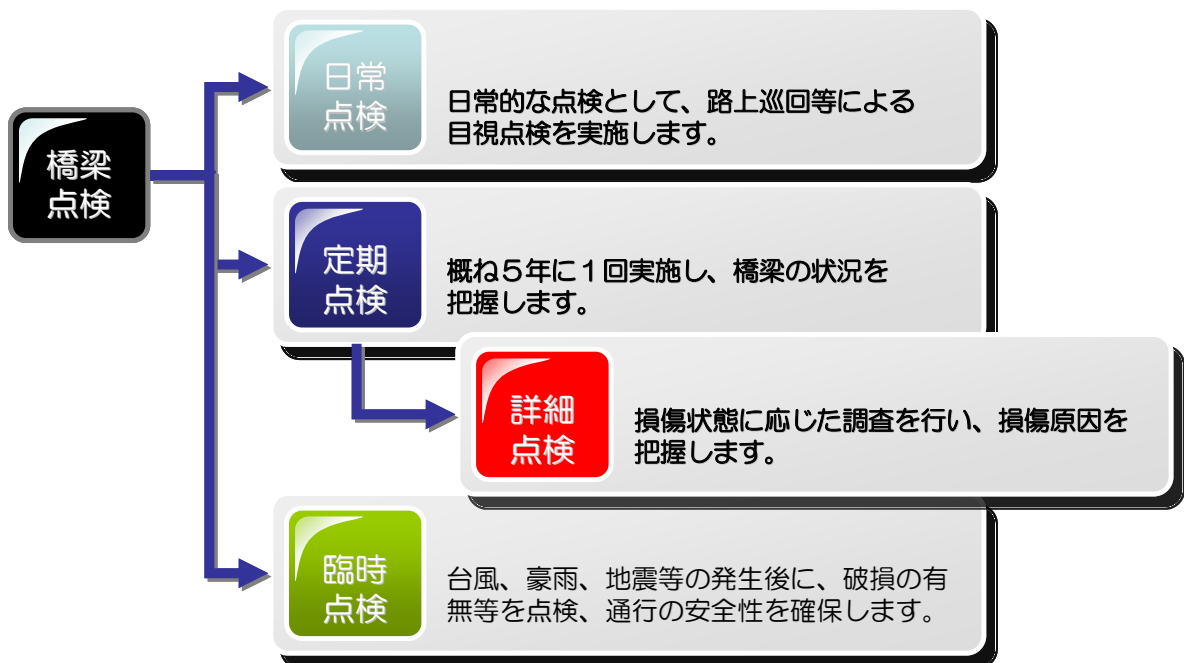 橋梁
点検
日常
点検
日常的な点検として、路上巡回等による
目視点検を実施します。
定期
点検
概ね５年に１回実施し、橋梁の状況を
把握します。
詳細
点検
損傷状態に応じた調査を行い、損傷原因を
把握します。
臨時
点検
台風、豪雨、地震等の発生後に、破損の有
無等を点検、通行の安全性を確保します。